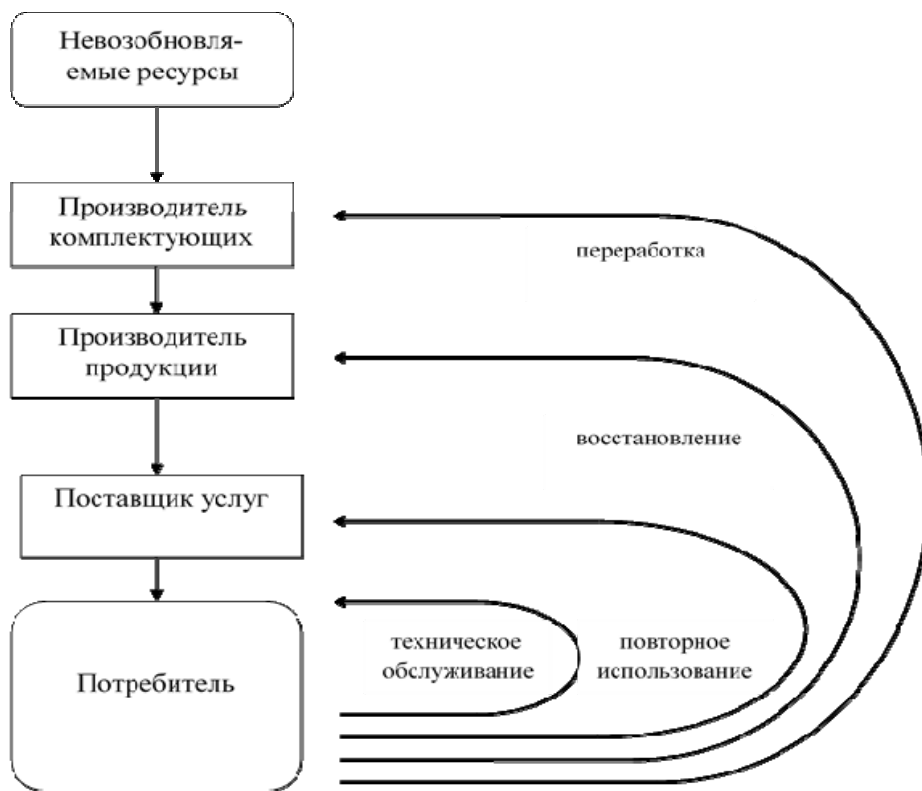 Невозобновля-
емые ресурсы
Производитель
комплектующих
переработка
Производитель
продукции
восстановление
Поставщик услуг
техническое
обслуживание
повторное
использование
Потребитель